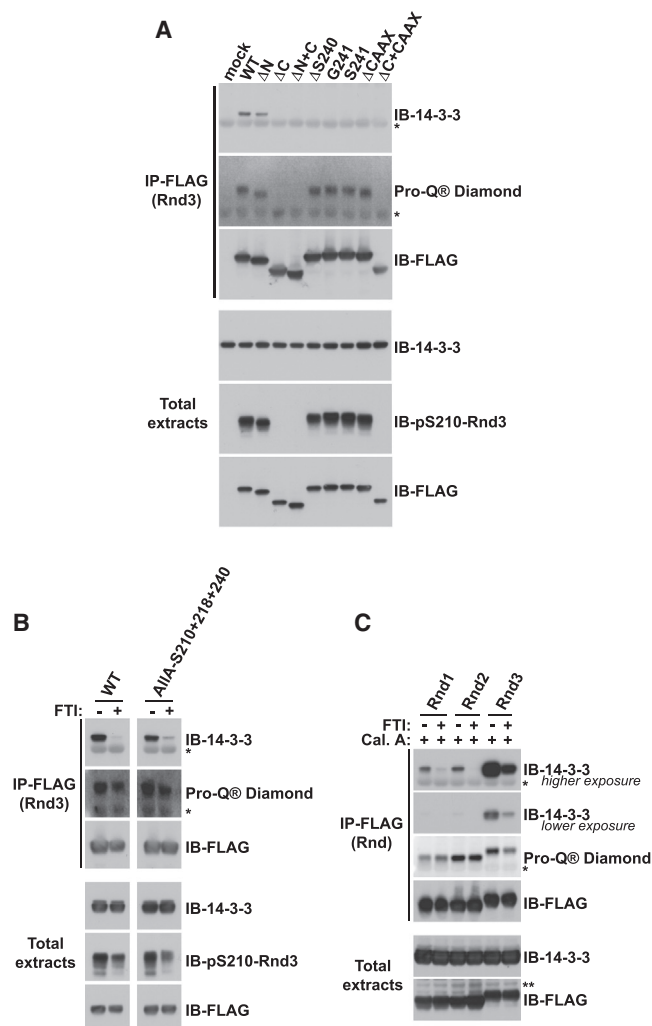 A
mock WT ΔN ΔC ΔN+C ΔS240 G241 S241 ΔCAAX ΔC+CAAX
IB-14-3-3
*
IP-FLAG
(Rnd3)
Pro-Q® Diamond
*
IB-FLAG
IB-14-3-3
Total
extracts
IB-pS210-Rnd3
IB-FLAG
B
WT AllA-S210+218+240
FTI: - + - +
IB-14-3-3
*
IP-FLAG
(Rnd3)
Pro-Q® Diamond
*
IB-FLAG
IB-14-3-3
Total
extracts
IB-pS210-Rnd3
IB-FLAG
C
Rnd1 Rnd2 Rnd3
FTI: - + - + - +
Cal. A: + + + + + +
IB-14-3-3
* higher exposure
IP-FLAG
(Rnd)
IB-14-3-3
lower exposure
Pro-Q® Diamond
*
IB-FLAG
IB-14-3-3
Total
extracts
**
IB-FLAG